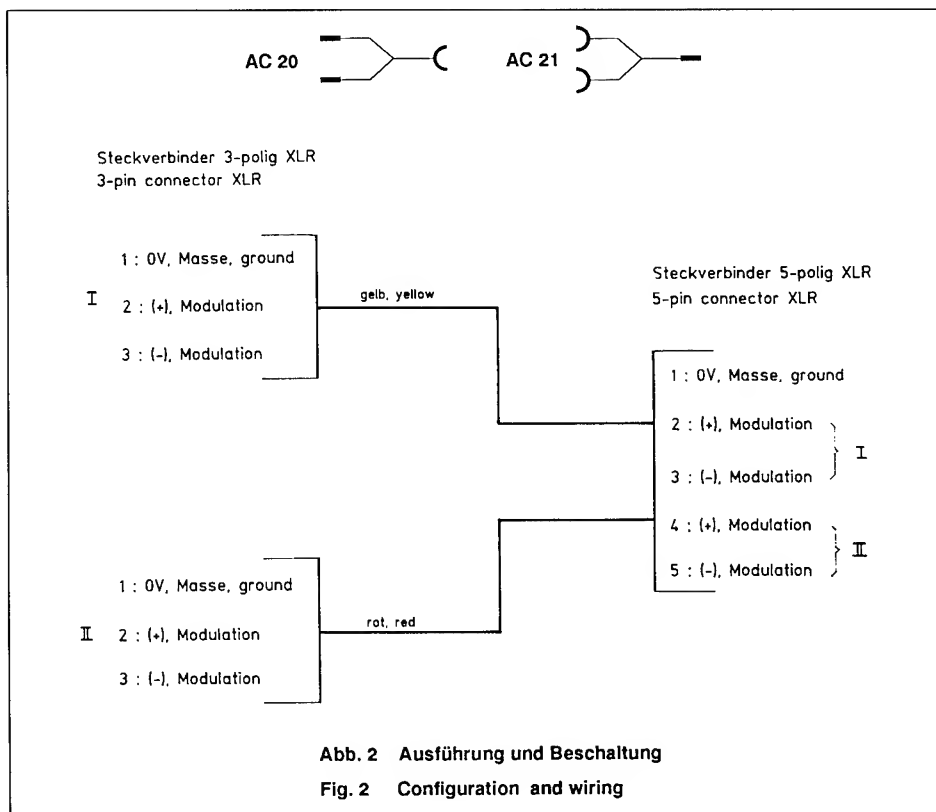 AC 20
AC 21
Steckverbinder 3-polig XLR
3-pin connector XLR
1 : 0V, Masse, ground
I
2 : (+), Modulation
3 : (-), Modulation
gelb, yellow
Steckverbinder 5-polig XLR
5-pin connector XLR
1 : 0V, Masse, ground
2 : (+), Modulation
I
3 : (-), Modulation
4 : (+), Modulation
II
5 : (-), Modulation
1 : 0V, Masse, ground
II
2 : (+), Modulation
3 : (-), Modulation
rot, red
Abb. 2 Ausführung und Beschaltung
Fig. 2 Configuration and wiring